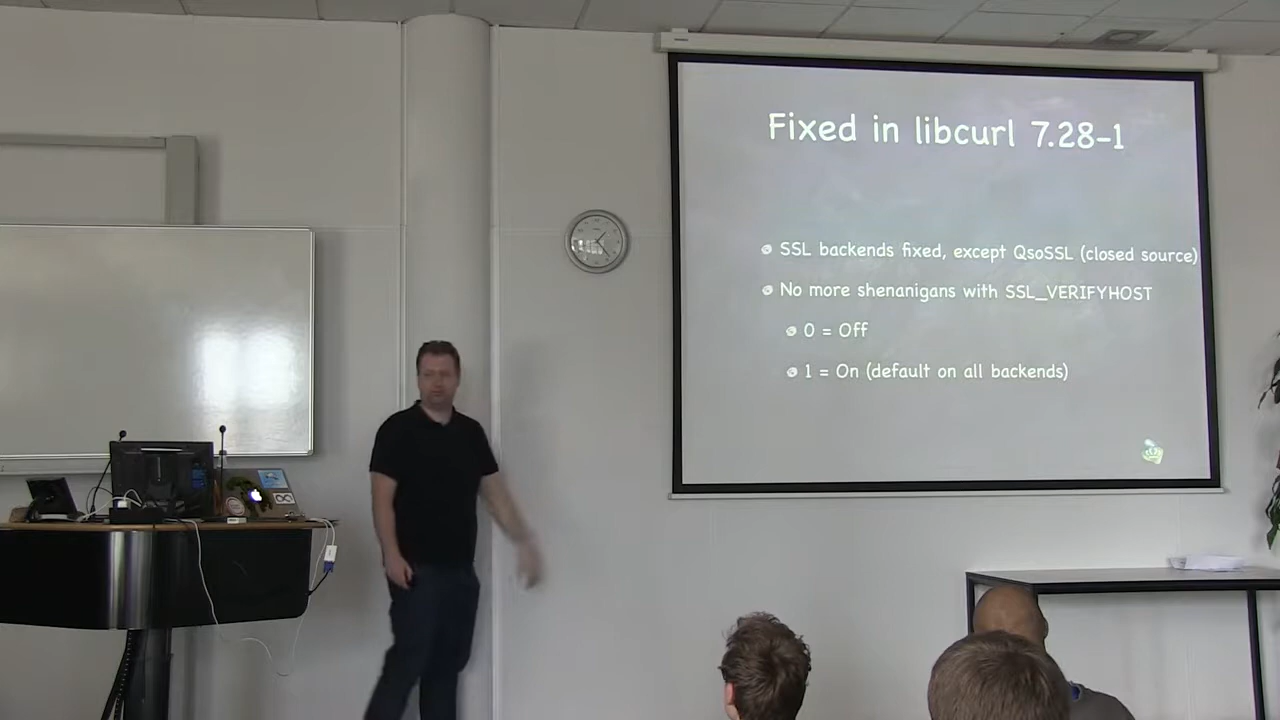 Fixed in libcurl 7.28-1
SSL backends fixed, except QsoSSL (closed source)
No more shenanigans with SSL_VERIFYHOST
0 = Off
1 = On (default on all backends)